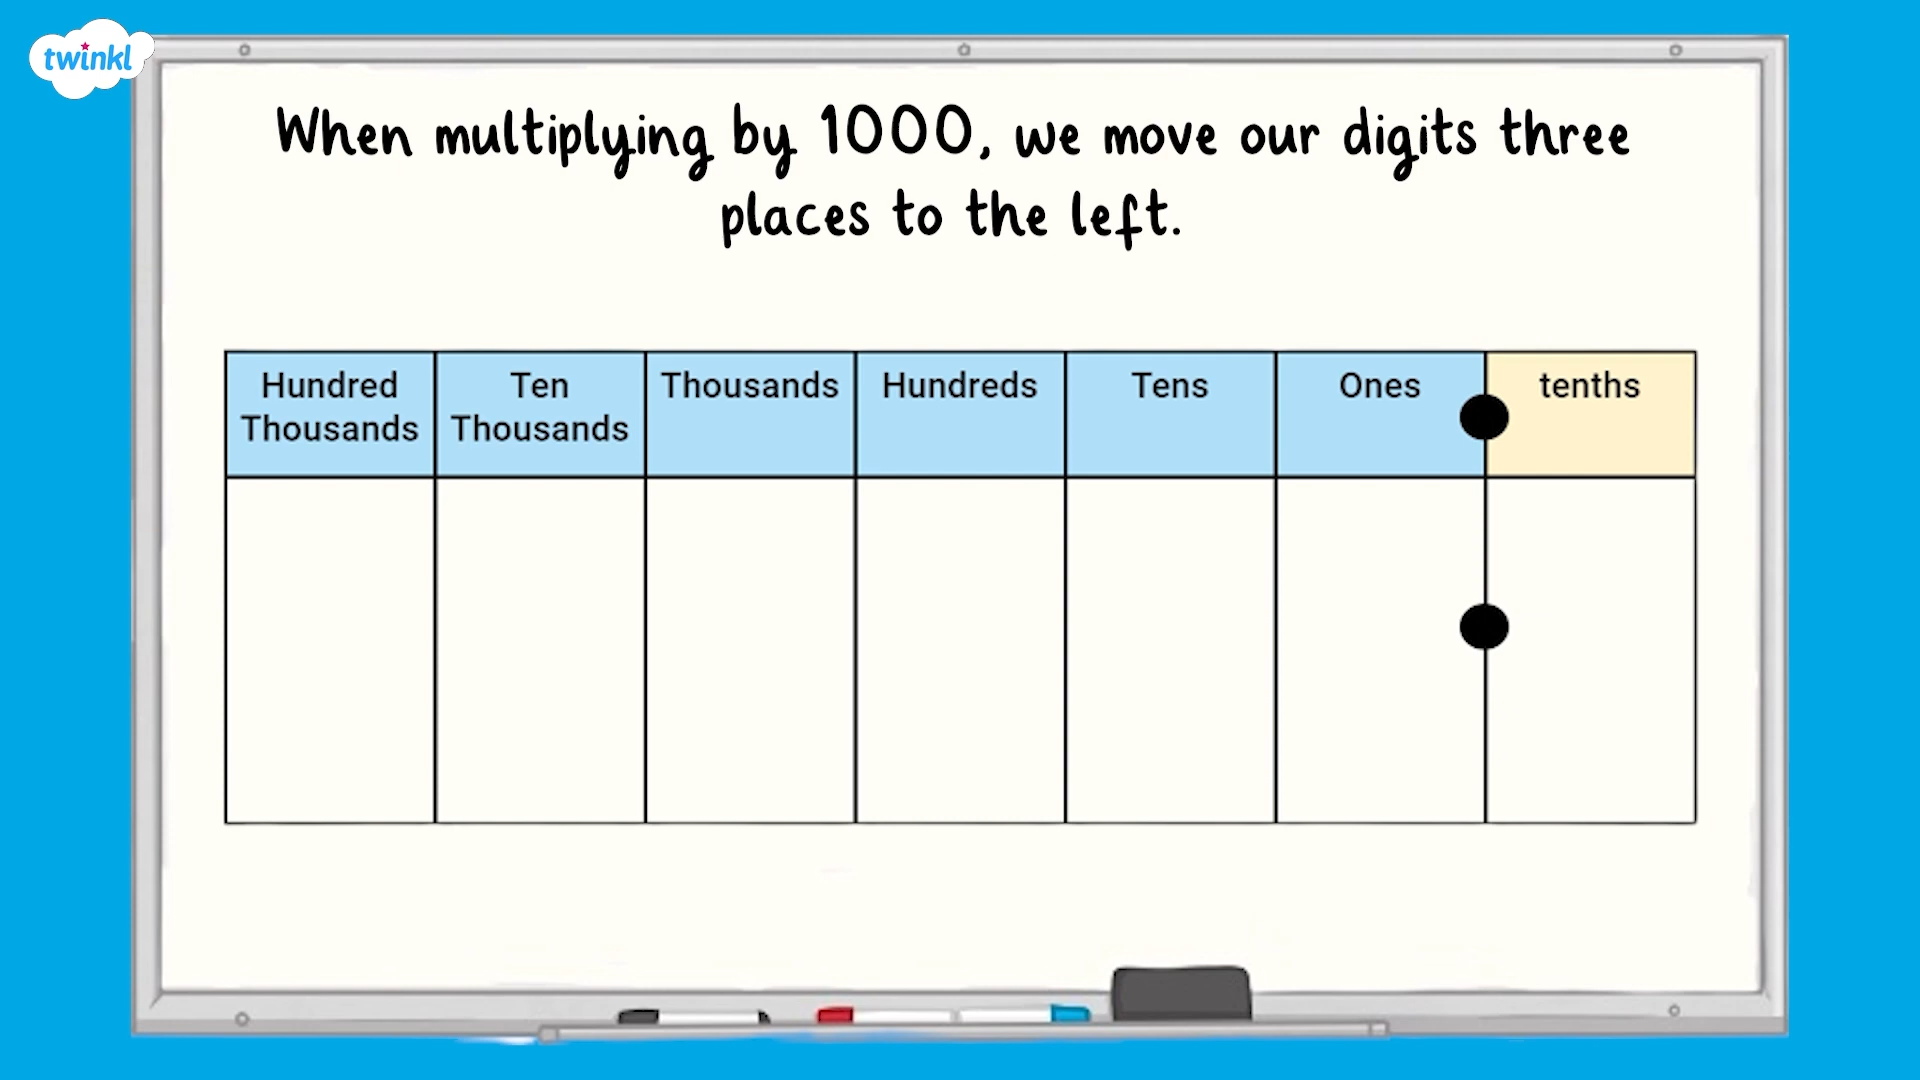 twinkl
When multiplying by 1000, we move our digits three
places to the left.
Hundred
Thousands
Ten
Thousands
Thousands
Hundreds
Tens
Ones
tenths